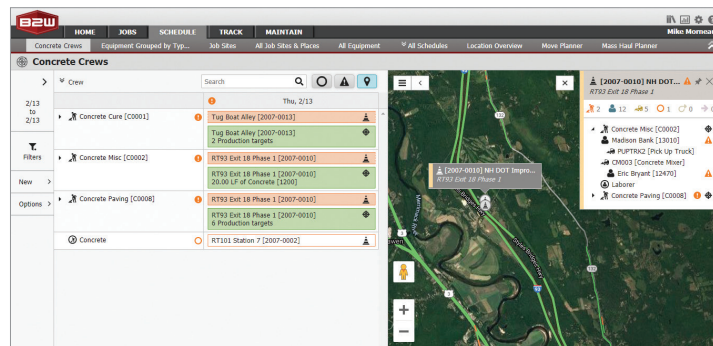 B2W
HOME JOBS SCHEDULE TRACK MAINTAIN
Mike Morneau
Concrete Crews Equipment Grouped by Typ... Job Sites All Job Sites & Places All Equipment All Schedules Location Overview Move Planner Mass Haul Planner
Concrete Crews
Crew
Search
2/13
to
2/13
Thu, 2/13
Filters
New
Options
Concrete Cure [C0001]
Tug Boat Alley [2007-0013]
Tug Boat Alley [2007-0013]
2 Production targets
Concrete Misc [C0002]
RT93 Exit 18 Phase 1 [2007-0010]
RT93 Exit 18 Phase 1 [2007-0010]
20.00 LF of Concrete [1200]
Concrete Paving [C0008]
RT93 Exit 18 Phase 1 [2007-0010]
RT93 Exit 18 Phase 1 [2007-0010]
6 Production targets
Concrete
RT101 Station 7 [2007-0002]
[2007-0010] NH DOT Impro...
RT93 Exit 18 Phase 1
132
93
132
3
3
+
−
[2007-0010] NH DOT...
RT93 Exit 18 Phase 1
2 12 5 1 0
Concrete Misc [C0002]
Madison Bank [13010]
PUPTRK2 [Pick Up Truck]
CM003 [Concrete Mixer]
Eric Bryant [12470]
Laborer
Concrete Paving [C0008]